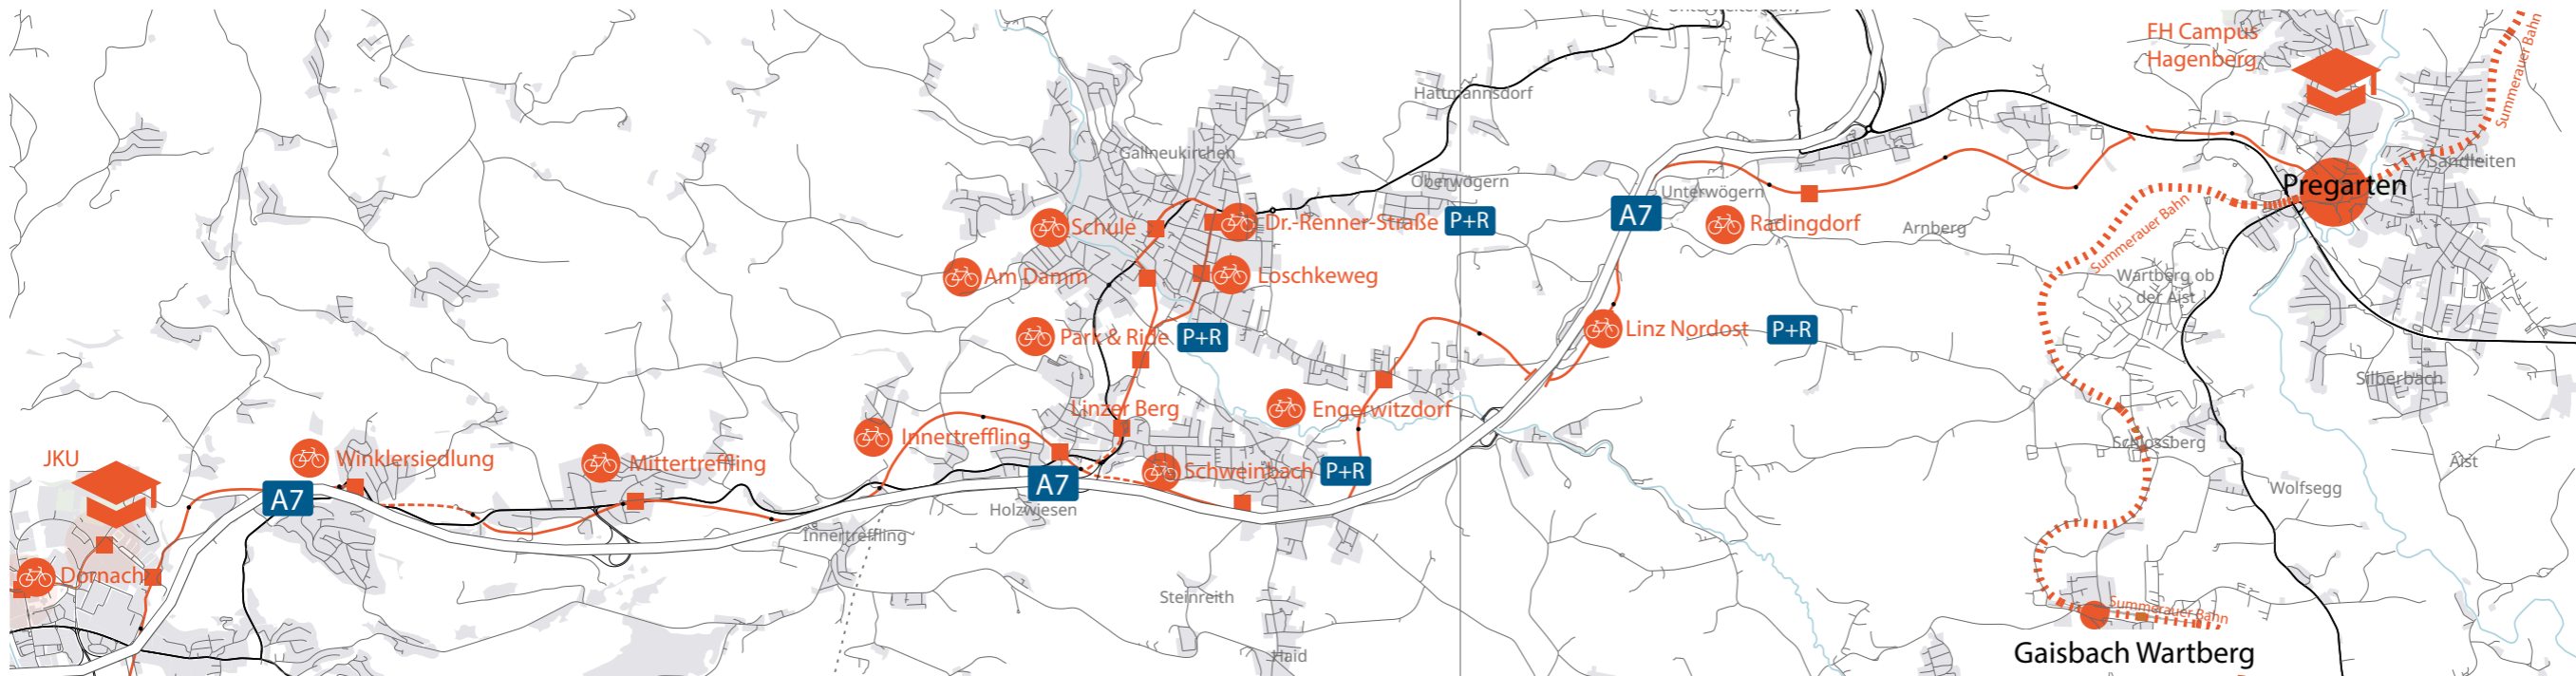 FH Campus
Hagenberg
Summerauer Bahn
Hattmannsdorf
Gallneukirchen
Sandleiten
Oberwögern
Unterwögern
Pregarten
Schule
Dr.-Renner-Straße
P+R
A7
Radingdorf
Arnberg
Summerauer Bahn
Am Damm
Loschkeweg
Wartberg ob
der Aist
Park & Ride
P+R
Linz Nordost
P+R
Silberbach
Linzer Berg
Engerwitzdorf
Innertreffling
Schlossberg
JKU
Winklersiedlung
Mittertreffling
Schweinbach
P+R
Aist
A7
A7
Wolfsegg
Holzwiesen
Innertreffling
Dornach
Steinreith
Summerauer Bahn
Haid
Gaisbach Wartberg